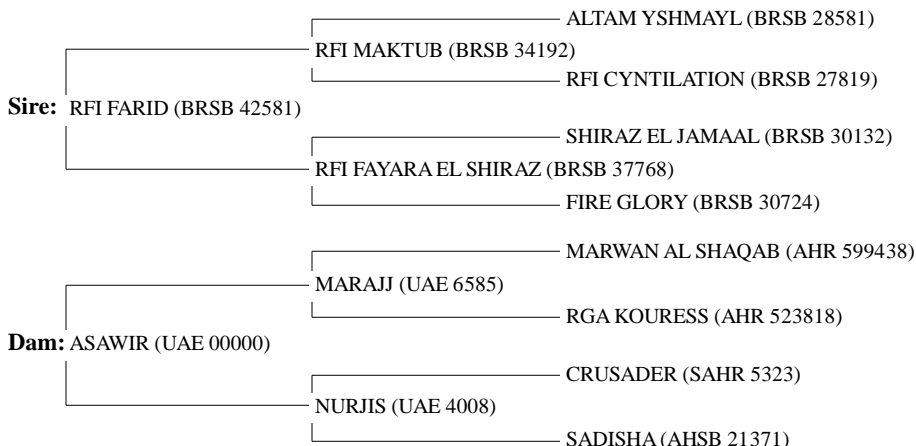 ALTAM YSHMAYL (BRSB 28581)
RFI MAKTUB (BRSB 34192)
RFI CYNTILATION (BRSB 27819)
Sire: RFI FARID (BRSB 42581)
SHIRAZ EL JAMAAL (BRSB 30132)
RFI FAYARA EL SHIRAZ (BRSB 37768)
FIRE GLORY (BRSB 30724)
MARWAN AL SHAQAB (AHR 599438)
MARAJJ (UAE 6585)
RGA KOURESS (AHR 523818)
Dam: ASAWIR (UAE 00000)
CRUSADER (SAHR 5323)
NURJIS (UAE 4008)
SADISHA (AHSB 21371)